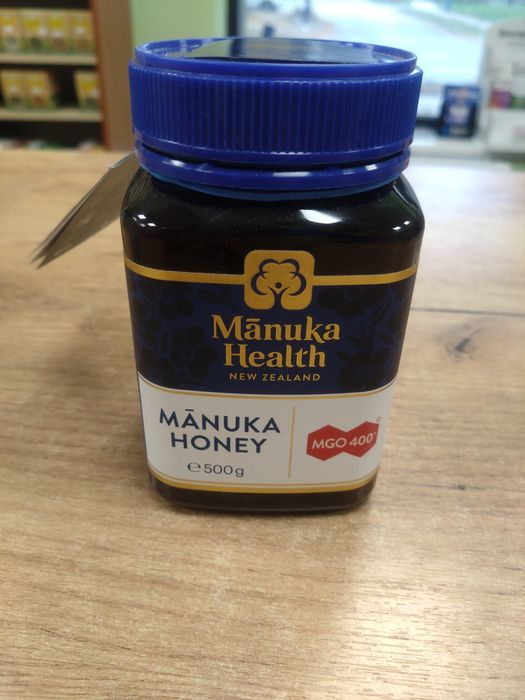 Mānuka
Health
NEW ZEALAND
MĀNUKA
HONEY
℮500g
MGO 400+